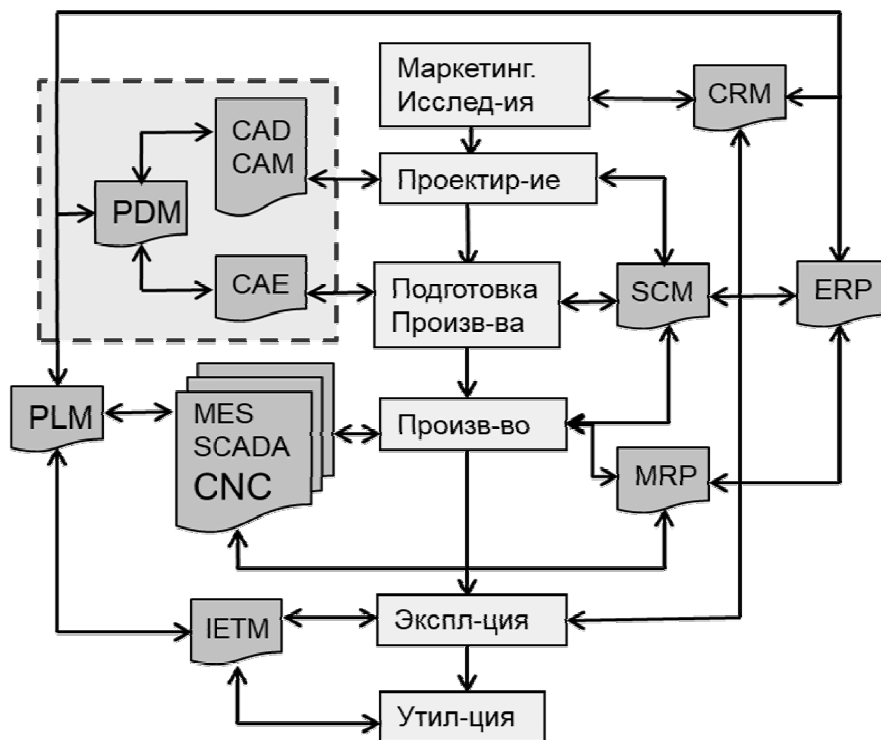 Маркетинг.
Исслед-ия
CRM
CAD
CAM
Проектир-ие
PDM
CAE
Подготовка
Произв-ва
SCM
ERP
PLM
MES
SCADA
CNC
Произв-во
MRP
IETM
Экспл-ция
Утил-ция